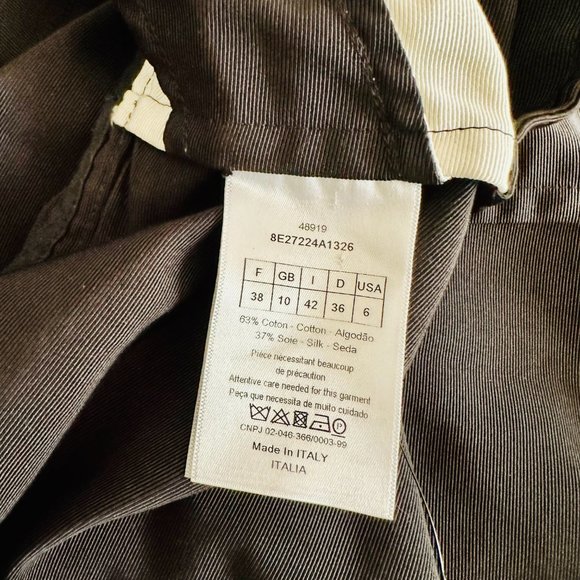 48919
8E27224A1326
F GB I D USA
38 10 42 36 6
63% Coton - Cotton - Algodão
37% Soie - Silk - Seda
Pièce nécessitant beaucoup
de précaution
Attentive care needed for this garment
Peça que necessita de muito cuidado
P
CNPJ 02-046-366/0003-99
Made In ITALY
ITALIA